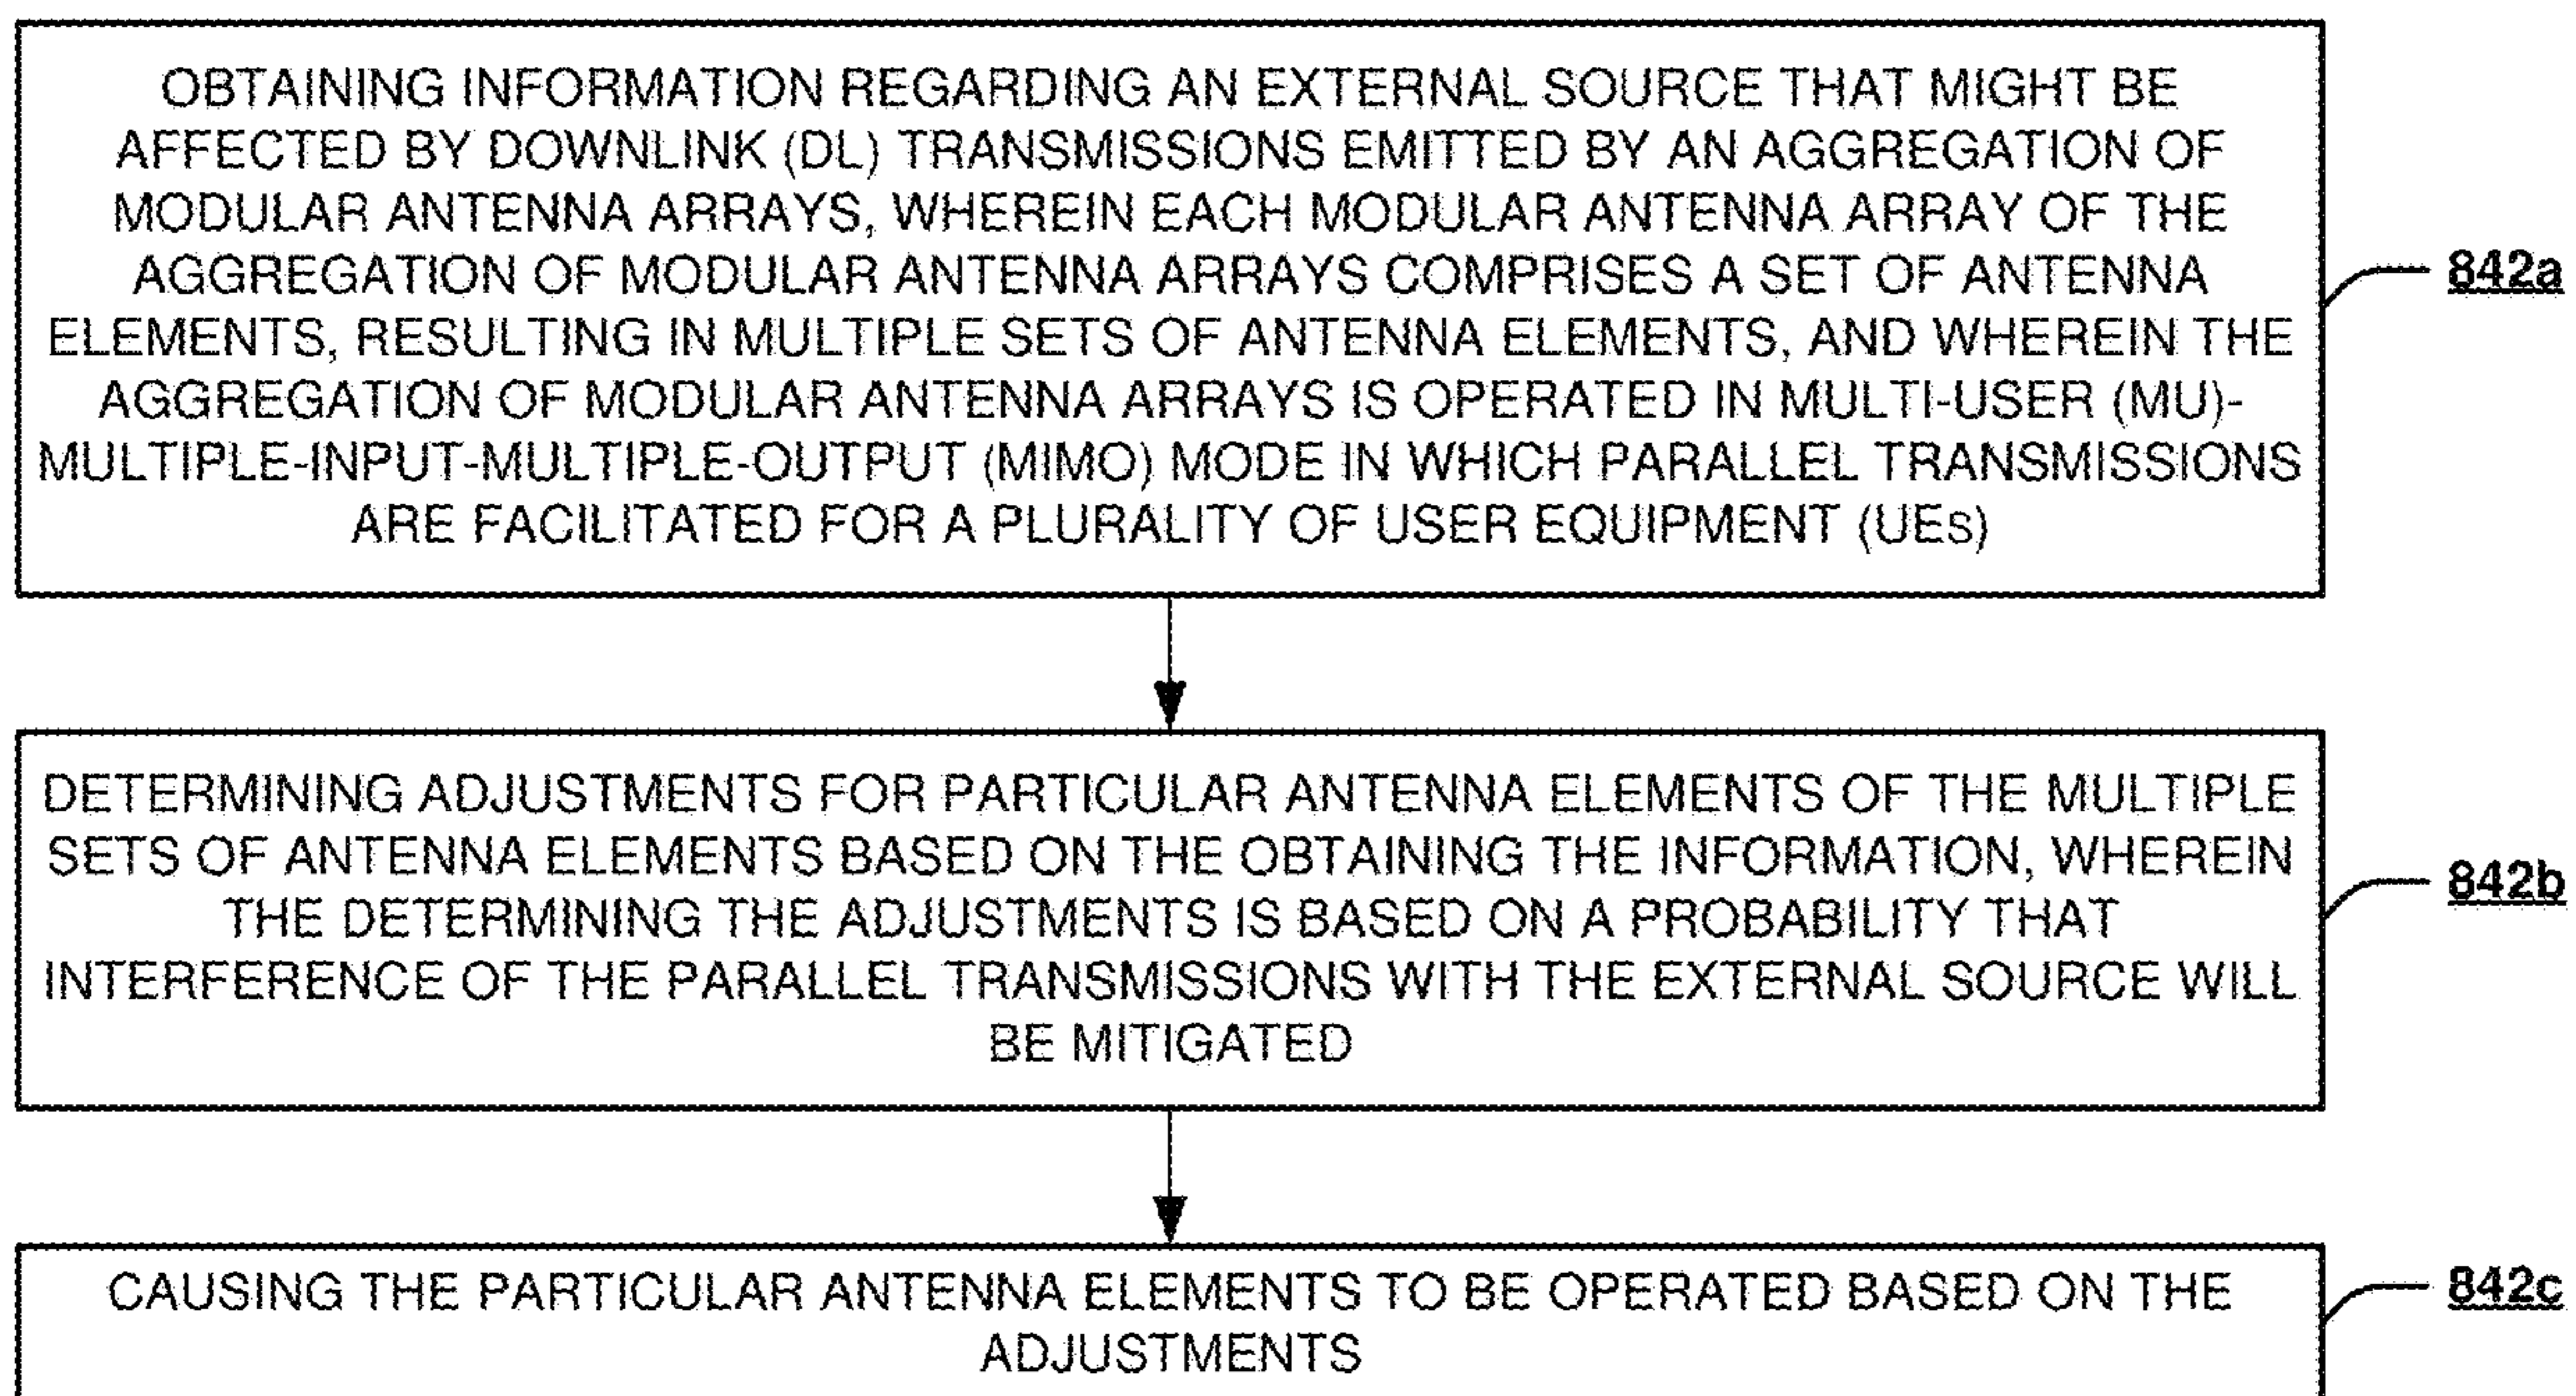 OBTAINING INFORMATION REGARDING AN EXTERNAL SOURCE THAT MIGHT BE
AFFECTED BY DOWNLINK (DL) TRANSMISSIONS EMITTED BY AN AGGREGATION OF
MODULAR ANTENNA ARRAYS, WHEREIN EACH MODULAR ANTENNA ARRAY OF THE
AGGREGATION OF MODULAR ANTENNA ARRAYS COMPRISES A SET OF ANTENNA
ELEMENTS, RESULTING IN MULTIPLE SETS OF ANTENNA ELEMENTS, AND WHEREIN THE
AGGREGATION OF MODULAR ANTENNA ARRAYS IS OPERATED IN MULTI-USER (MU)-
MULTIPLE-INPUT-MULTIPLE-OUTPUT (MIMO) MODE IN WHICH PARALLEL TRANSMISSIONS
ARE FACILITATED FOR A PLURALITY OF USER EQUIPMENT (UEs)
842a
DETERMINING ADJUSTMENTS FOR PARTICULAR ANTENNA ELEMENTS OF THE MULTIPLE
SETS OF ANTENNA ELEMENTS BASED ON THE OBTAINING THE INFORMATION, WHEREIN
THE DETERMINING THE ADJUSTMENTS IS BASED ON A PROBABILITY THAT
INTERFERENCE OF THE PARALLEL TRANSMISSIONS WITH THE EXTERNAL SOURCE WILL
BE MITIGATED
842b
CAUSING THE PARTICULAR ANTENNA ELEMENTS TO BE OPERATED BASED ON THE
ADJUSTMENTS
842c